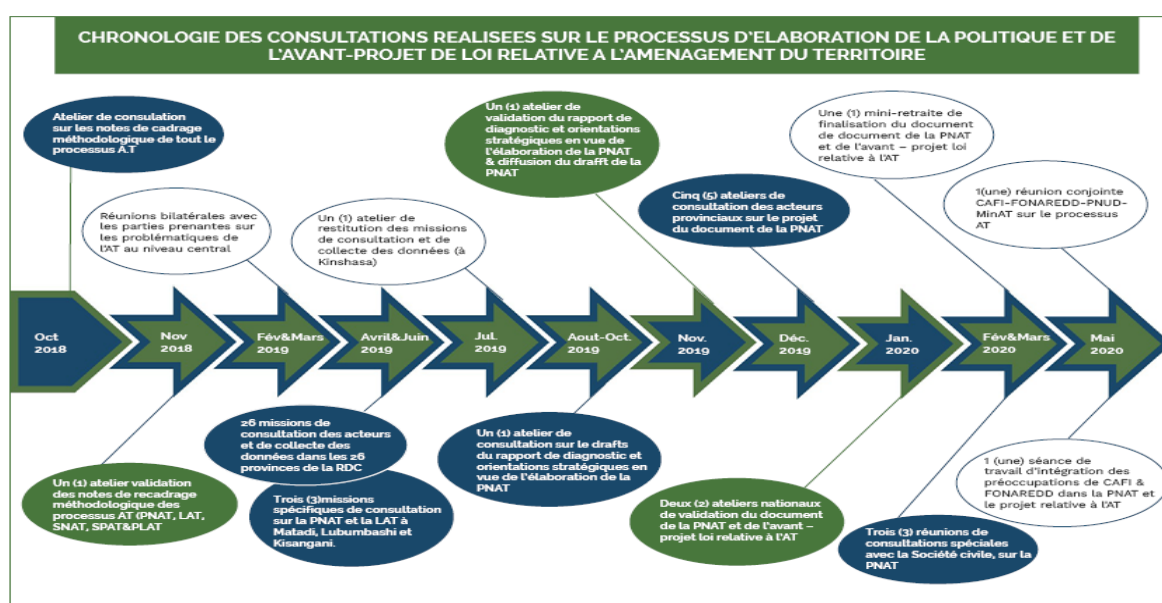 CHRONOLOGIE DES CONSULTATIONS REALISEES SUR LE PROCESSUS D'ELABORATION DE LA POLITIQUE ET DE
L'AVANT-PROJET DE LOI RELATIVE A L'AMENAGEMENT DU TERRITOIRE
Atelier de consulation
sur les notes de cadrage
méthodologique de tout le
processus A.T
Réunions bilatérales avec
les parties prenantes sur
les problématiques de
l'AT au niveau central
Un (1) atelier de
restitution des missions
de consultation et de
collecte des données (à
Kinshasa)
Un (1) atelier de
validation du rapport de
diagnostic et orientations
stratégiques en vue de
l'élaboration de la PNAT
& diffusion du drafft de la
PNAT
Cinq (5) ateliers de
consultation des acteurs
provinciaux sur le projet
du document de la PNAT
Une (1) mini-retraite de
finalisation du document
de document de la PNAT
et de l'avant – projet loi
relative à l'AT
1(une) réunion conjointe
CAFI-FONAREDD-PNUD-
MinAT sur le processus
AT
Oct
2018
Nov
2018
Fév&Mars
2019
Avril&Juin
2019
Jul.
2019
Aout-Oct.
2019
Nov.
2019
Déc.
2019
Jan.
2020
Fév&Mars
2020
Mai
2020
Un (1) atelier validation
des notes de recadrage
méthodologique des
processus AT (PNAT, LAT,
SNAT, SPAT&PLAT
26 missions de
consultation des acteurs
et de collecte des
données dans les 26
provinces de la RDC
Trois (3)missions
spécifiques de consultation
sur la PNAT et la LAT à
Matadi, Lubumbashi et
Kisangani.
Un (1) atelier de
consultation sur le drafts
du rapport de diagnostic et
orientations stratégiques en
vue de l'élaboration de la
PNAT
Deux (2) ateliers nationaux
de validation du document
de la PNAT et de l'avant –
projet loi relative à l'AT
Trois (3) réunions de
consultations spéciales
avec la Société civile, sur la
PNAT
1 (une) séance de
travail d'intégration des
préoccupations de CAFI &
FONAREDD dans la PNAT et
le projet relative à l'AT